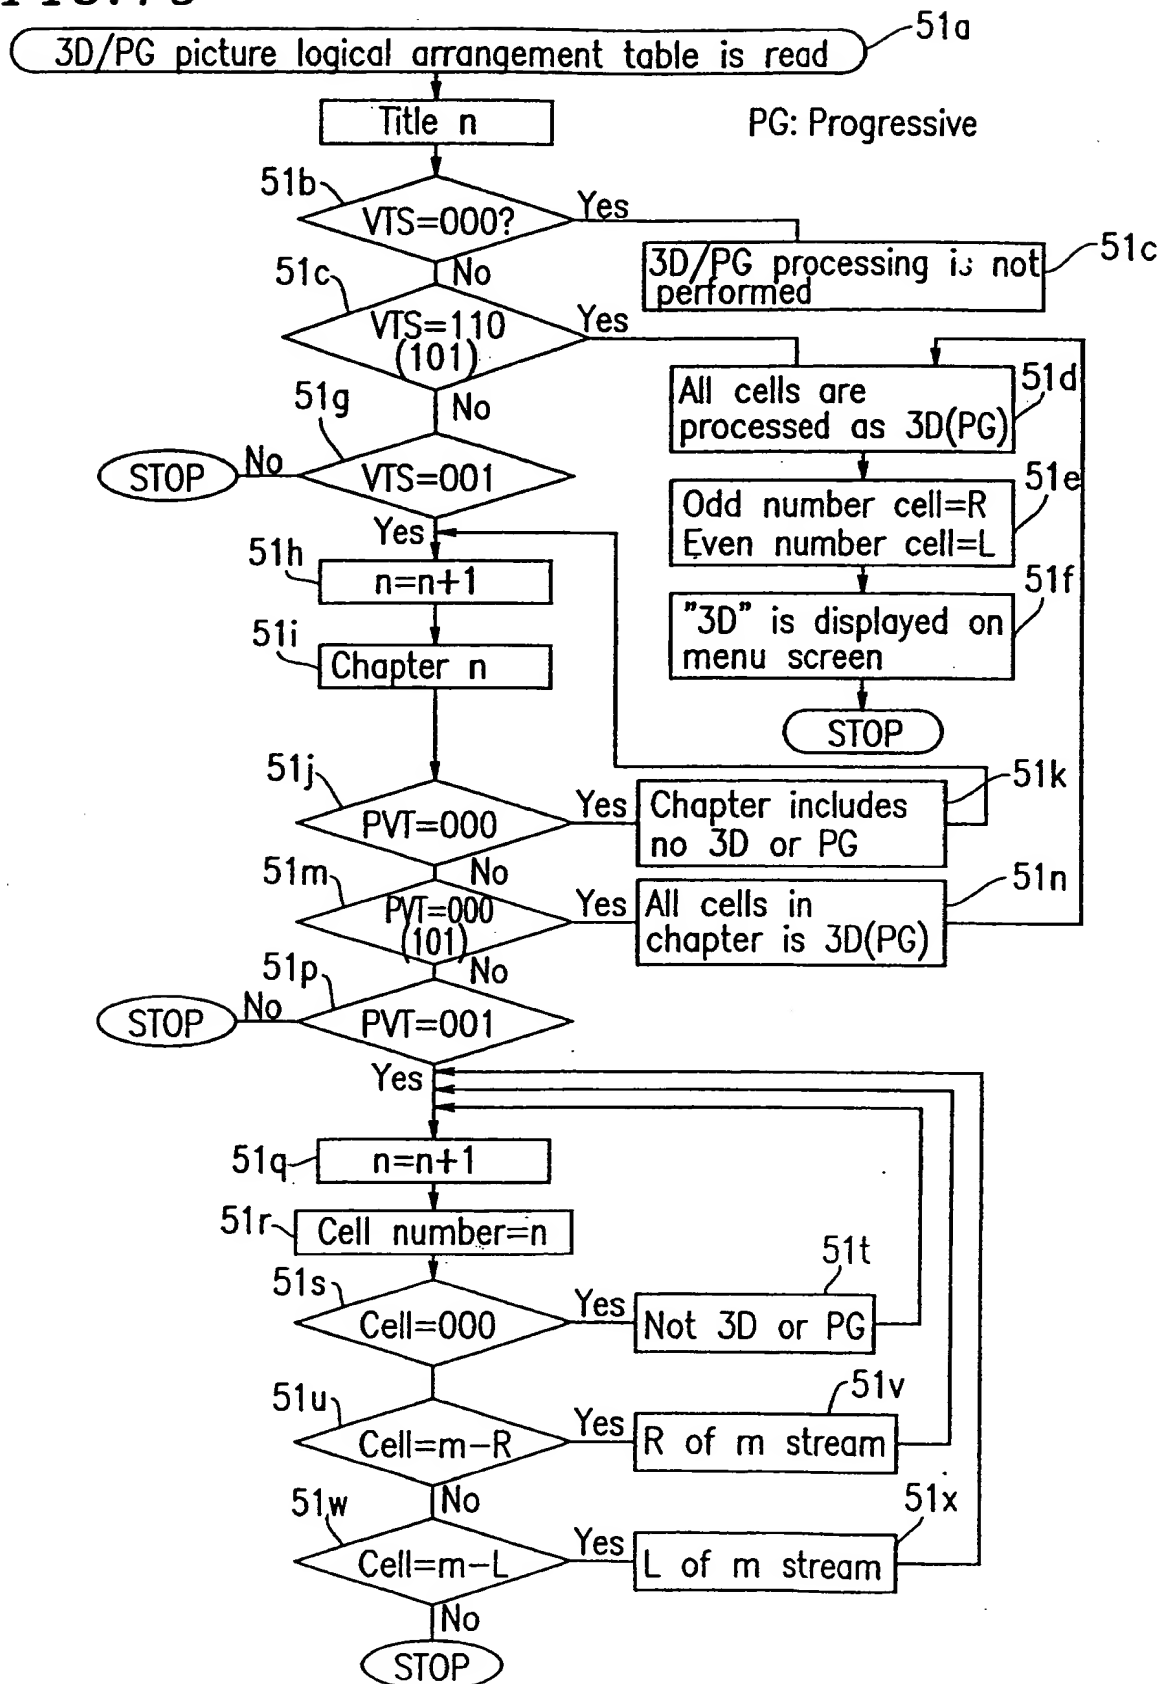 51a
3D/PG picture logical arrangement table is read
Title n
PG: Progressive
51b
VTS=000?
Yes
No
51c
3D/PG processing is not
performed
51c
VTS=110
(101)
Yes
No
51d
All cells are
processed as 3D(PG)
51g
VTS=001
No
STOP
Yes
51e
Odd number cell=R
Even number cell=L
51f
"3D" is displayed on
menu screen
STOP
51h
n=n+1
51i
Chapter n
51j
PVT=000
Yes
No
51k
Chapter includes
no 3D or PG
51m
PVT=000
(101)
Yes
No
51n
All cells in
chapter is 3D(PG)
51p
PVT=001
No
STOP
Yes
51q
n=n+1
51r
Cell number=n
51s
Cell=000
Yes
51t
Not 3D or PG
51u
Cell=m-R
Yes
No
51v
R of m stream
51w
Cell=m-L
Yes
No
51x
L of m stream
STOP